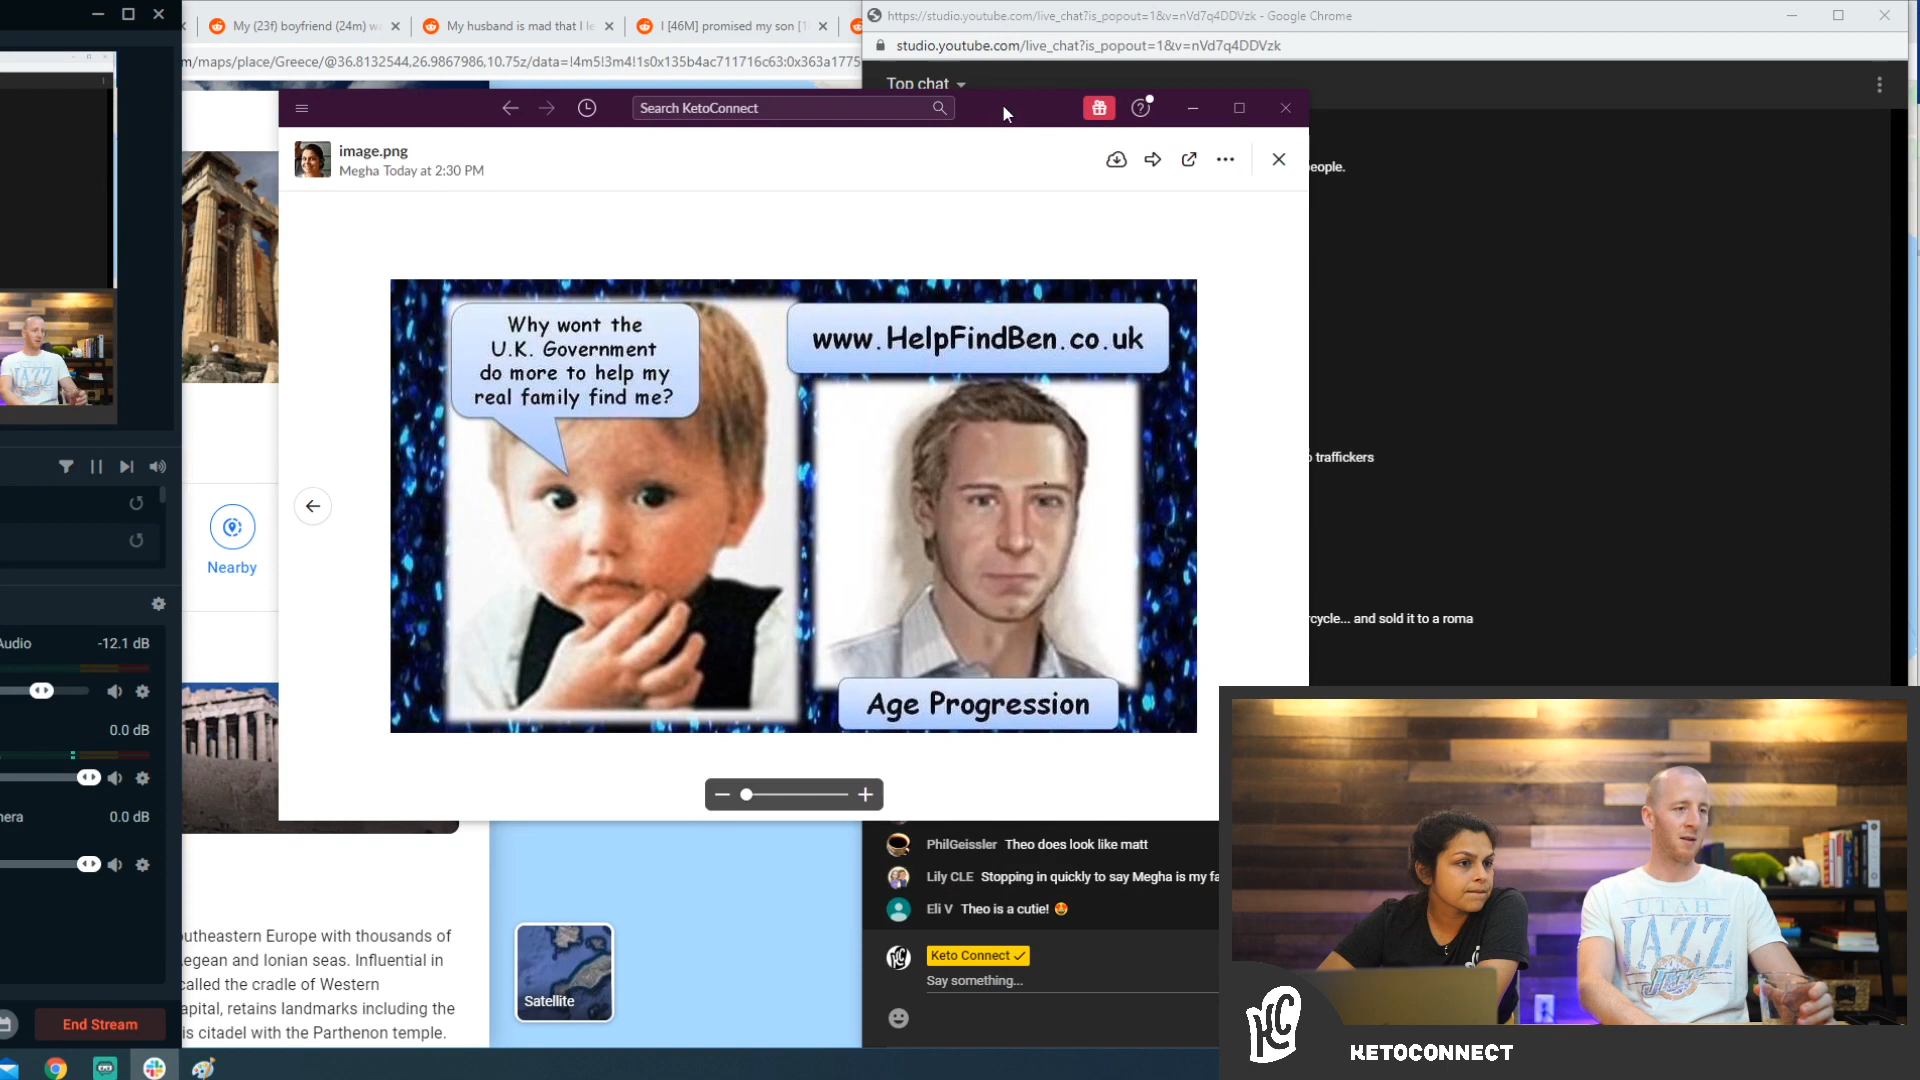 My (23f) boyfriend (24m) w
My husband is mad that I le
I [46M] promised my son [1
https://studio.youtube.com/live_chat?is_popout=1&v=nVd7q4DDVzk - Google Chrome
m/maps/place/Greece/@36.8132544,26.9867986,10.75z/data=!4m5!3m4!1s0x135b4ac711716c63:0x363a1775
studio.youtube.com/live_chat?is_popout=1&v=nVd7q4DDVzk
Top chat
Search KetoConnect
image.png
Megha Today at 2:30 PM
eople.
Why wont the
U.K. Government
do more to help my
real family find me?
www.HelpFindBen.co.uk
Age Progression
o traffickers
rcycle... and sold it to a roma
Nearby
Audio -12.1 dB
0.0 dB
nera 0.0 dB
PhilGeissler Theo does look like matt
Lily CLE Stopping in quickly to say Megha is my fa
Eli V Theo is a cutie!
Keto Connect
Say something...
utheastern Europe with thousands of
egean and Ionian seas. Influential in
called the cradle of Western
apital, retains landmarks including the
is citadel with the Parthenon temple.
Satellite
End Stream
UTAH
JAZZ
KC
KETOCONNECT